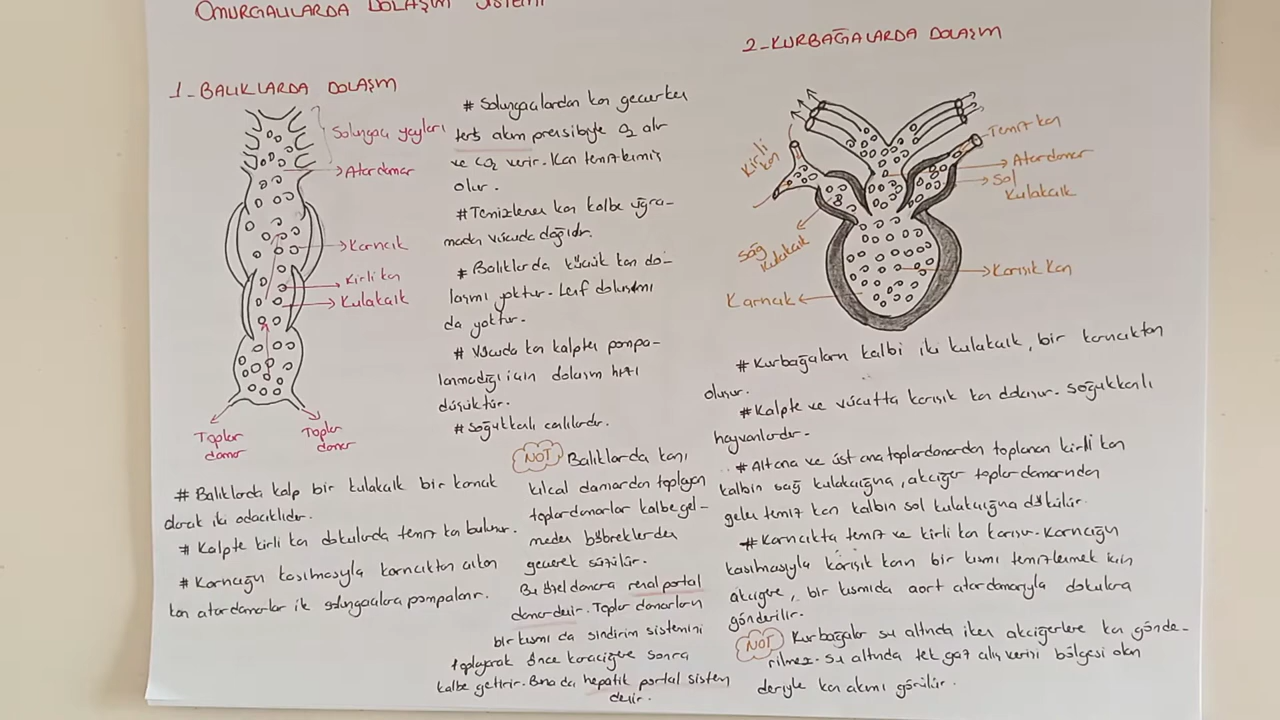 OMURGALILARDA DOLAŞIM SİSTEMİ
1-BALIKLARDA DOLAŞIM
Solungaç yayları
Atardamar
Karıncık
Kirli kan
Kulakçık
Toplar
damar
Toplar
damar
# Balıklarda kalp bir kulakçık bir karıncık
olarak iki odacıklıdır.
# Kalpte kirli kan dokularda temiz kan bulunur.
# Karıncığın kasılmasıyla karıncıktan çıkan
kan atardamarlar ile solungaçlara pompalanır.
# Solungaçlardan kan geçerken
ters akım prensibiyle O2 alır
ve CO2 verir. Kan temizlenmiş
olur.
# Temizlenen kan kalbe uğra-
madan vücuda dağılır.
# Balıklarda küçük kan do-
laşımı yoktur. Lenf dolaşımı
da yoktur.
# Vücuda kan kalpten pompa-
lanmadığı için dolaşım hızı
düşüktür.
# Soğukkanlı canlılardır.
NOT Balıklarda kanı
kılcal damardan toplayan
toplardamarlar kalbe gel-
meden böbreklerden
geçerek süzülür.
Bu özel damara renal portal
damar denir. Toplar damarların
bir kısmı da sindirim sistemini
toplayarak önce karaciğere sonra
kalbe getirir. Buna da hepatik portal sistem
denir.
2-KURBAĞALARDA DOLAŞIM
Kirli
kan
Temiz kan
Atardamar
Sol
Kulakçık
Sağ
Kulakçık
Karışık Kan
Karıncık
# Kurbağaların kalbi iki kulakçık, bir karıncıktan
oluşur.
# Kalpte ve vücutta karışık kan dolaşır. Soğukkanlı
hayvanlardır.
# Altana ve üst ana toplardamardan toplanan kirli kan
kalbin sağ kulakçığına, akciğer toplardamarından
gelen temiz kan kalbin sol kulakçığına dökülür.
# Karıncıkta temiz ve kirli kan karışır. Karıncığın
kasılmasıyla karışık kanın bir kısmı temizlenmek için
akciğere, bir kısmıda aort atardamarıyla dokulara
gönderilir.
NOT Kurbağalar su altında iken akciğerlere kan gönde-
rilmez. Su altında tek gaz alış verişi bölgesi olan
deriyle kan akımı görülür.